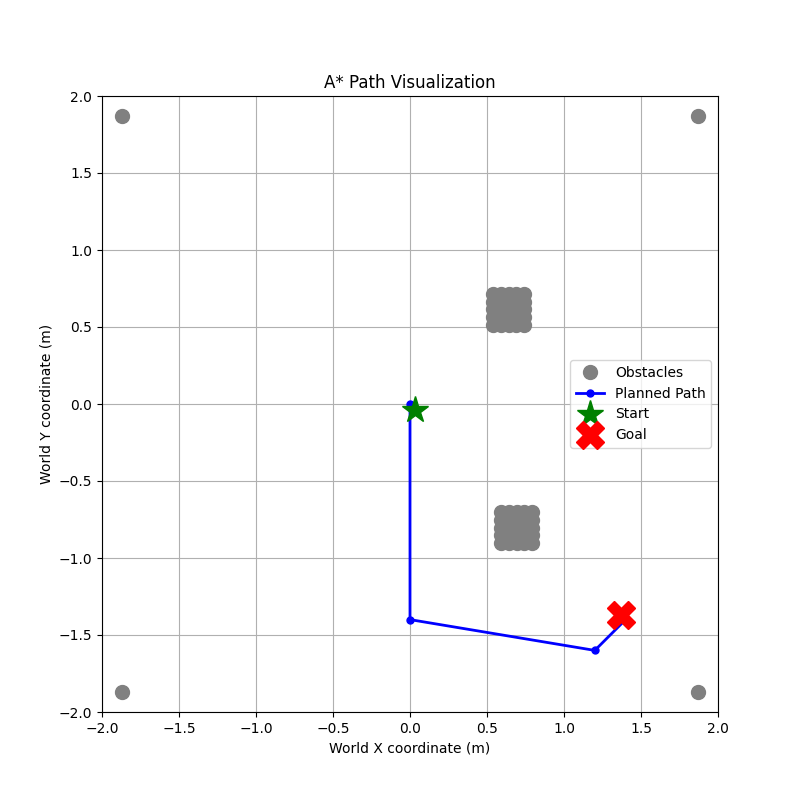 A* Path Visualization
2.0
1.5
1.0
0.5
0.0
−0.5
−1.0
−1.5
−2.0
World Y coordinate (m)
Obstacles
Planned Path
Start
Goal
−2.0 −1.5 −1.0 −0.5 0.0 0.5 1.0 1.5 2.0
World X coordinate (m)